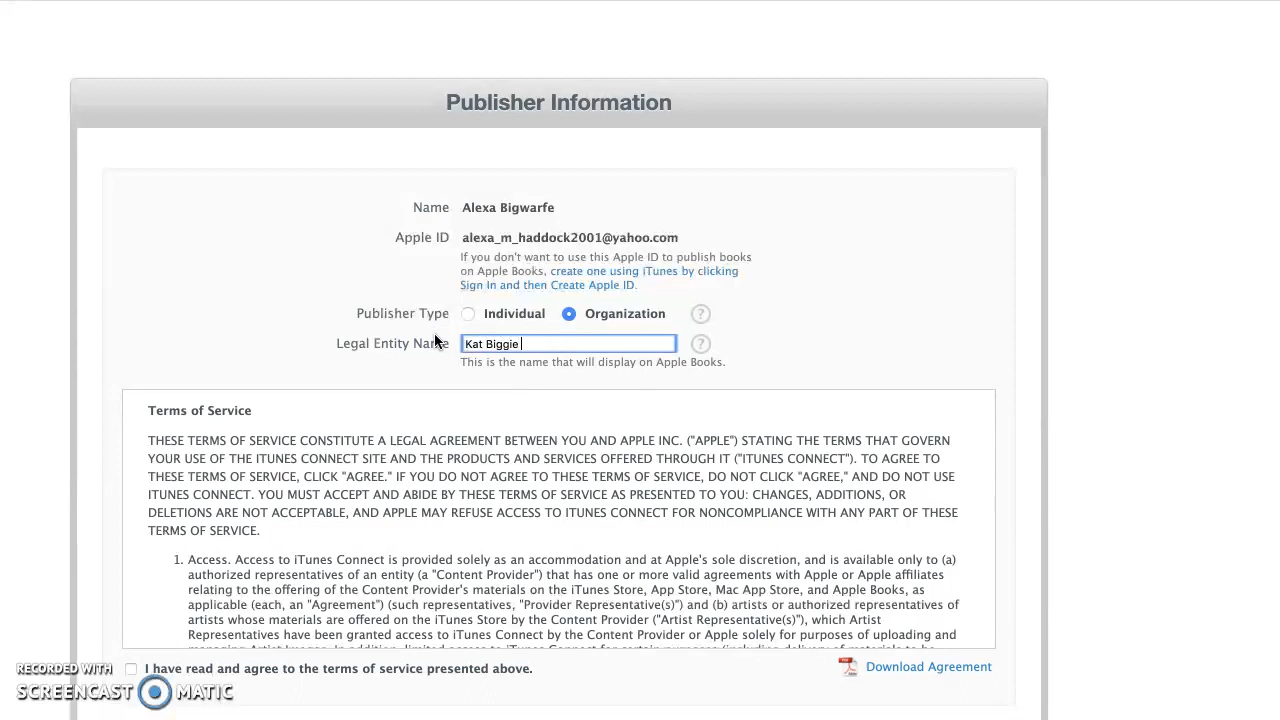 Publisher Information
Name Alexa Bigwarfe
Apple ID alexa_m_haddock2001@yahoo.com
If you don't want to use this Apple ID to publish books
on Apple Books, create one using iTunes by clicking
Sign In and then Create Apple ID.
Publisher Type Individual Organization ?
Legal Entity Name Kat Biggie ?
This is the name that will display on Apple Books.
Terms of Service
THESE TERMS OF SERVICE CONSTITUTE A LEGAL AGREEMENT BETWEEN YOU AND APPLE INC. ("APPLE") STATING THE TERMS THAT GOVERN
YOUR USE OF THE ITUNES CONNECT SITE AND THE PRODUCTS AND SERVICES OFFERED THROUGH IT ("ITUNES CONNECT"). TO AGREE TO
THESE TERMS OF SERVICE, CLICK "AGREE." IF YOU DO NOT AGREE TO THESE TERMS OF SERVICE, DO NOT CLICK "AGREE," AND DO NOT USE
ITUNES CONNECT. YOU MUST ACCEPT AND ABIDE BY THESE TERMS OF SERVICE AS PRESENTED TO YOU: CHANGES, ADDITIONS, OR
DELETIONS ARE NOT ACCEPTABLE, AND APPLE MAY REFUSE ACCESS TO ITUNES CONNECT FOR NONCOMPLIANCE WITH ANY PART OF THESE
TERMS OF SERVICE.
1. Access. Access to iTunes Connect is provided solely as an accommodation and at Apple's sole discretion, and is available only to (a)
authorized representatives of an entity (a "Content Provider") that has one or more valid agreements with Apple or Apple affiliates
relating to the offering of the Content Provider's materials on the iTunes Store, App Store, Mac App Store, and Apple Books, as
applicable (each, an "Agreement") (such representatives, "Provider Representative(s)") and (b) artists or authorized representatives of
artists whose materials are offered on the iTunes Store by the Content Provider ("Artist Representative(s)"), which Artist
Representatives have been granted access to iTunes Connect by the Content Provider or Apple solely for purposes of uploading and
I have read and agree to the terms of service presented above.
Download Agreement
RECORDED WITH
SCREENCAST MATIC